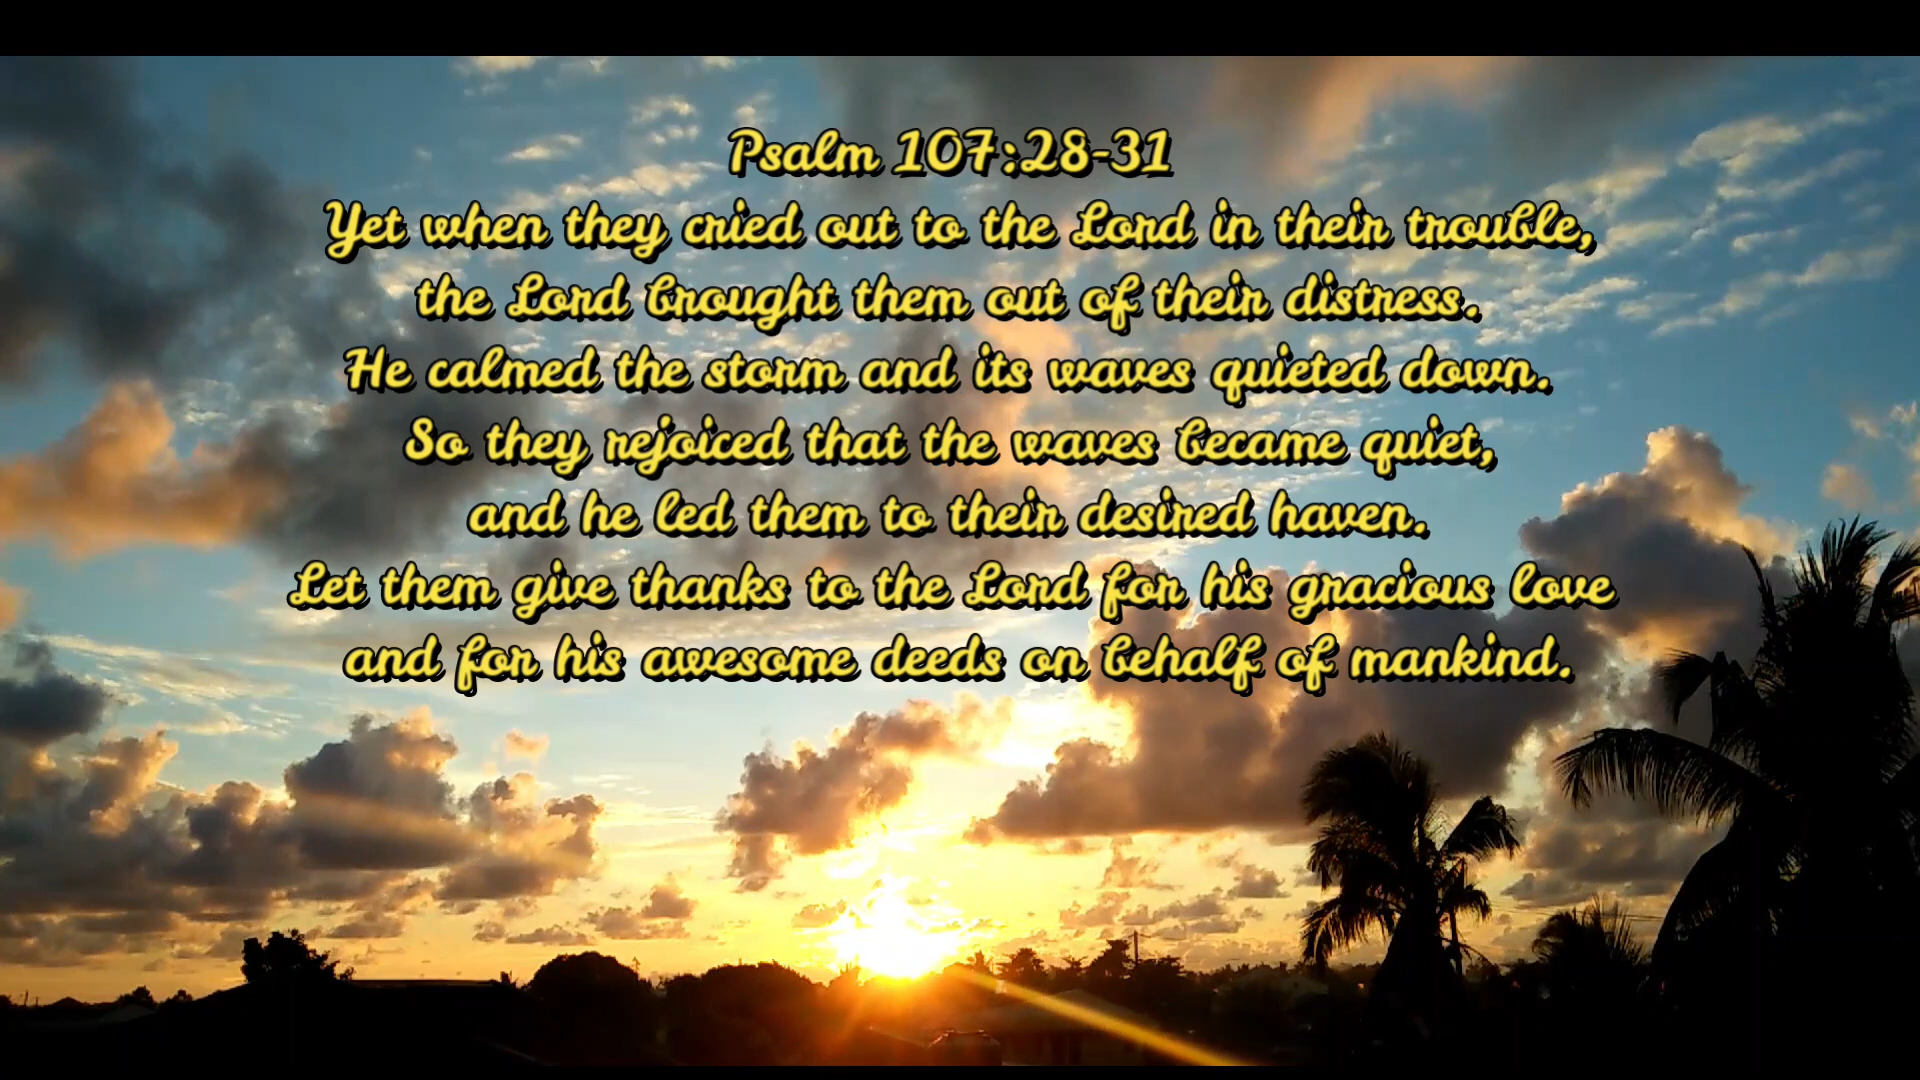 Psalm 107:28-31
Yet when they cried out to the Lord in their trouble,
the Lord brought them out of their distress.
He calmed the storm and its waves quieted down.
So they rejoiced that the waves became quiet,
and he led them to their desired haven.
Let them give thanks to the Lord for his gracious love
and for his awesome deeds on behalf of mankind.